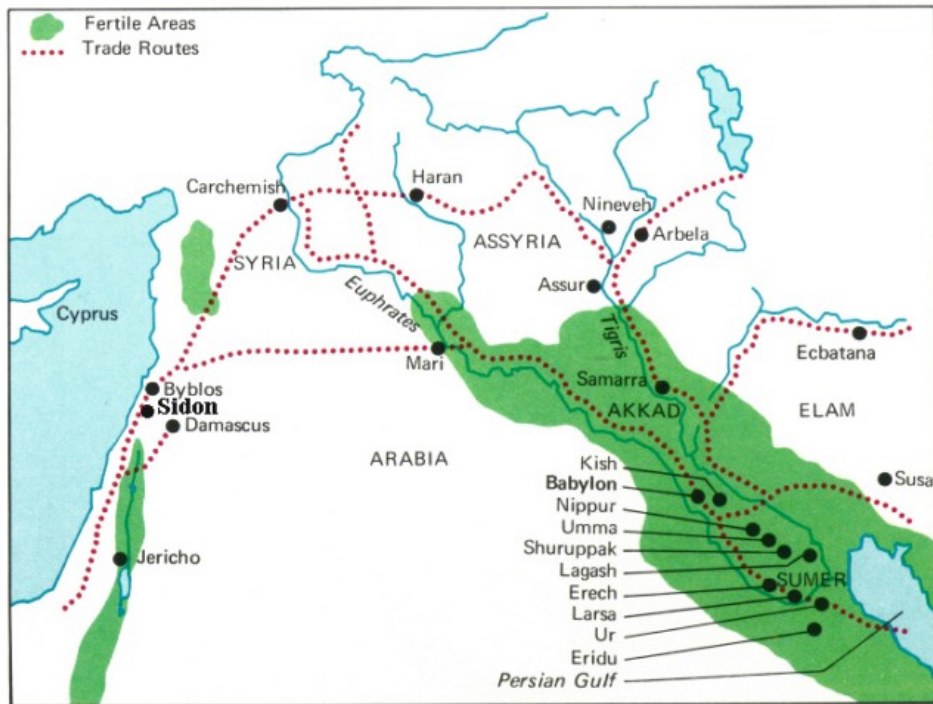 Fertile Areas
Trade Routes
Carchemish
Haran
Nineveh
Arbela
ASSYRIA
SYRIA
Assur
Cyprus
Euphrates
Tigris
Mari
Ecbatana
Byblos
Samarra
Sidon
AKKAD
ELAM
Damascus
ARABIA
Kish
Susa
Babylon
Nippur
Umma
Jericho
Shuruppak
Lagash
SUMER
Erech
Larsa
Ur
Eridu
Persian Gulf